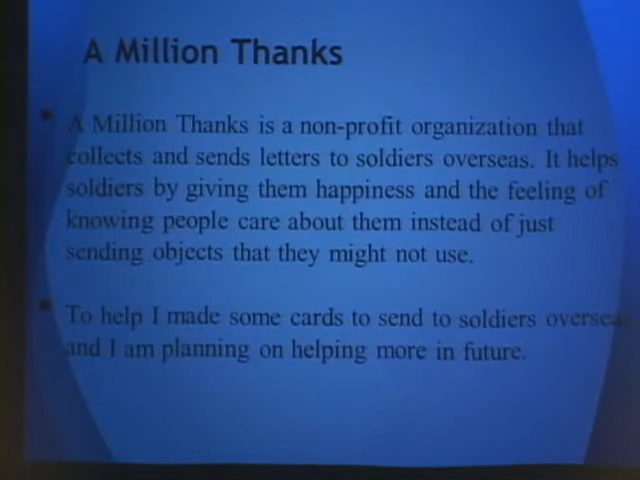 A Million Thanks
A Million Thanks is a non-profit organization that
collects and sends letters to soldiers overseas. It helps
soldiers by giving them happiness and the feeling of
knowing people care about them instead of just
sending objects that they might not use.
To help I made some cards to send to soldiers overseas
and I am planning on helping more in future.